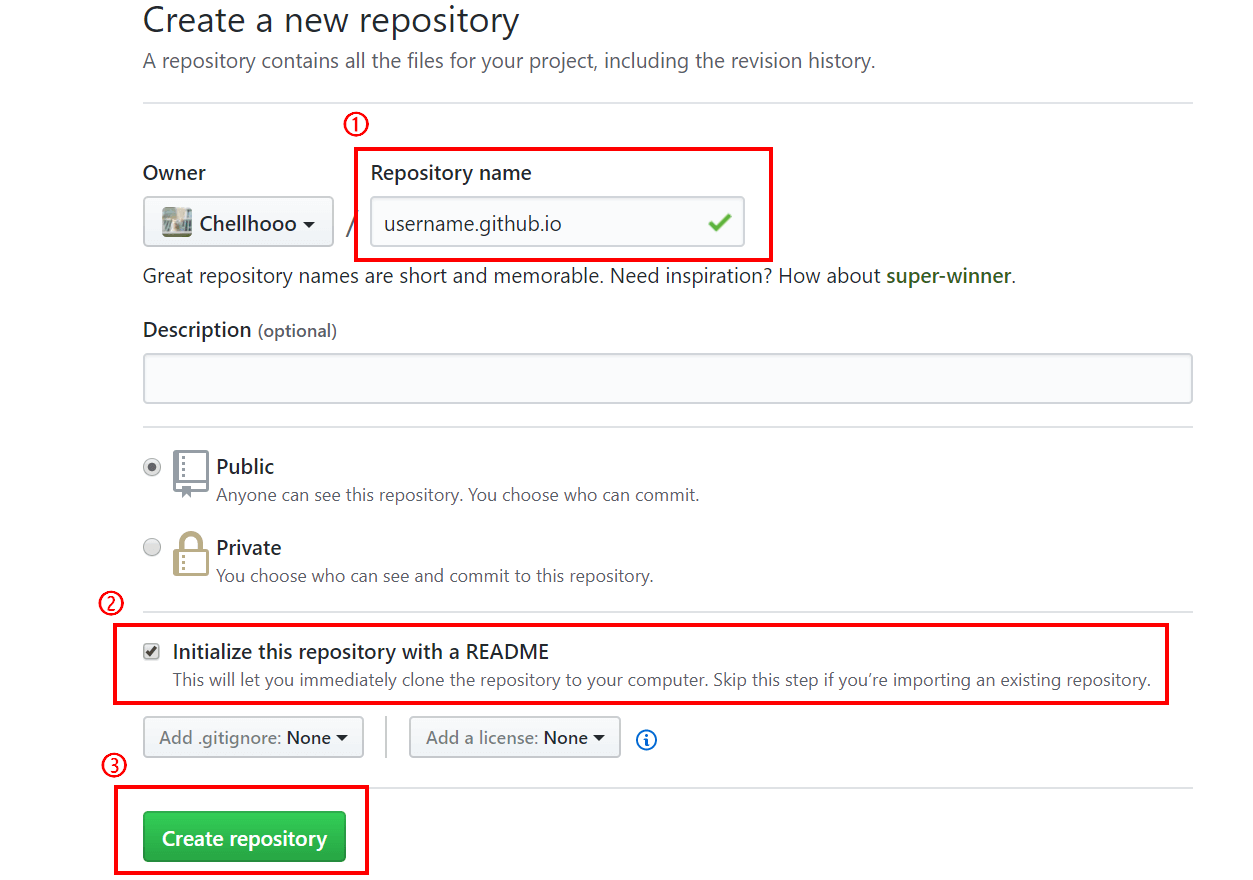 Create a new repository
A repository contains all the files for your project, including the revision history.
①
Owner
Repository name
Chellhooo
/
username.github.io
Great repository names are short and memorable. Need inspiration? How about super-winner.
Description (optional)
Public
Anyone can see this repository. You choose who can commit.
Private
You choose who can see and commit to this repository.
②
Initialize this repository with a README
This will let you immediately clone the repository to your computer. Skip this step if you’re importing an existing repository.
Add .gitignore: None
Add a license: None
③
Create repository